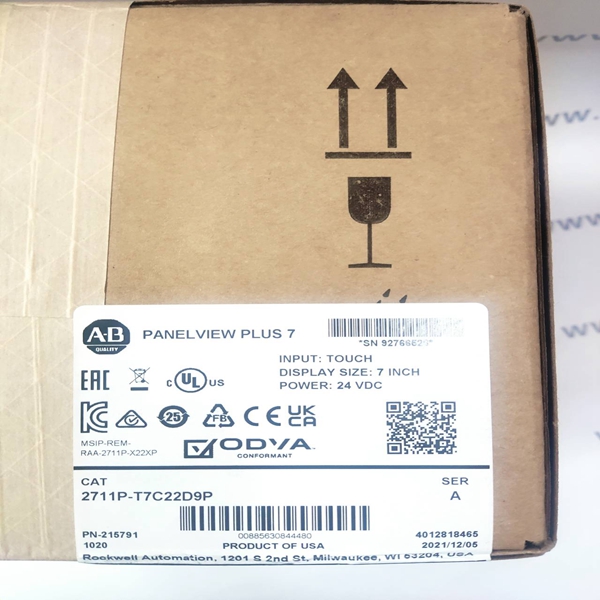 A-B
QUALITY
PANELVIEW PLUS 7
INPUT: TOUCH
DISPLAY SIZE: 7 INCH
POWER: 24 VDC
EAC
C UL US
25
FB
CE UK CA
MSIP-REM-
RAA-2711P-X22XP
ODVA
CONFORMANT
CAT
2711P-T7C22D9P
SER
A
PN-215791
1020
00885630844480
PRODUCT OF USA
4012818465
2021/12/05
Rockwell Automation, 1201 S 2nd St. Milwaukee, WI 53204, USA